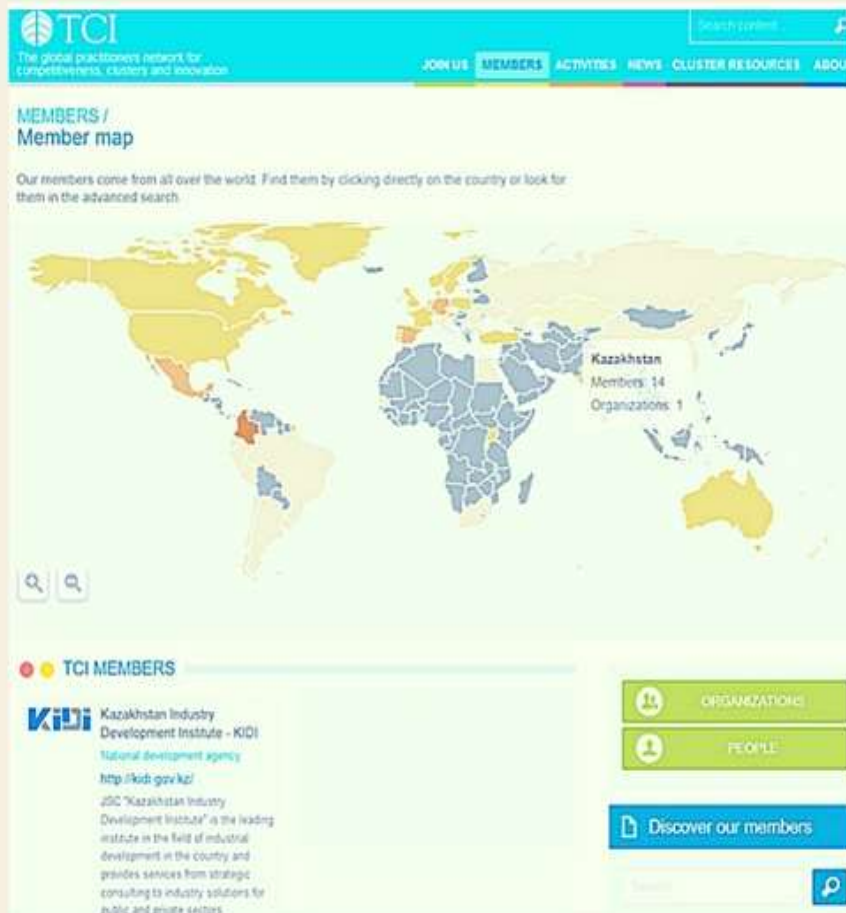 TCI
The global practitioners network for
competitiveness, clusters and innovation
Search content
JOIN US MEMBERS ACTIVITIES NEWS CLUSTER RESOURCES ABOU
MEMBERS /
Member map
Our members come from all over the world. Find them by clicking directly on the country or look for
them in the advanced search.
Kazakhstan
Members: 14
Organizations: 1
TCI MEMBERS
KiDi
Kazakhstan Industry
Development Institute - KIDI
National development agency
http://kidi.gov.kz/
JSC "Kazakhstan Industry
Development Institute" is the leading
institute in the field of industrial
development in the country and
provides services from strategic
consulting to industry solutions for
public and private sectors
ORGANIZATIONS
PEOPLE
Discover our members
Search